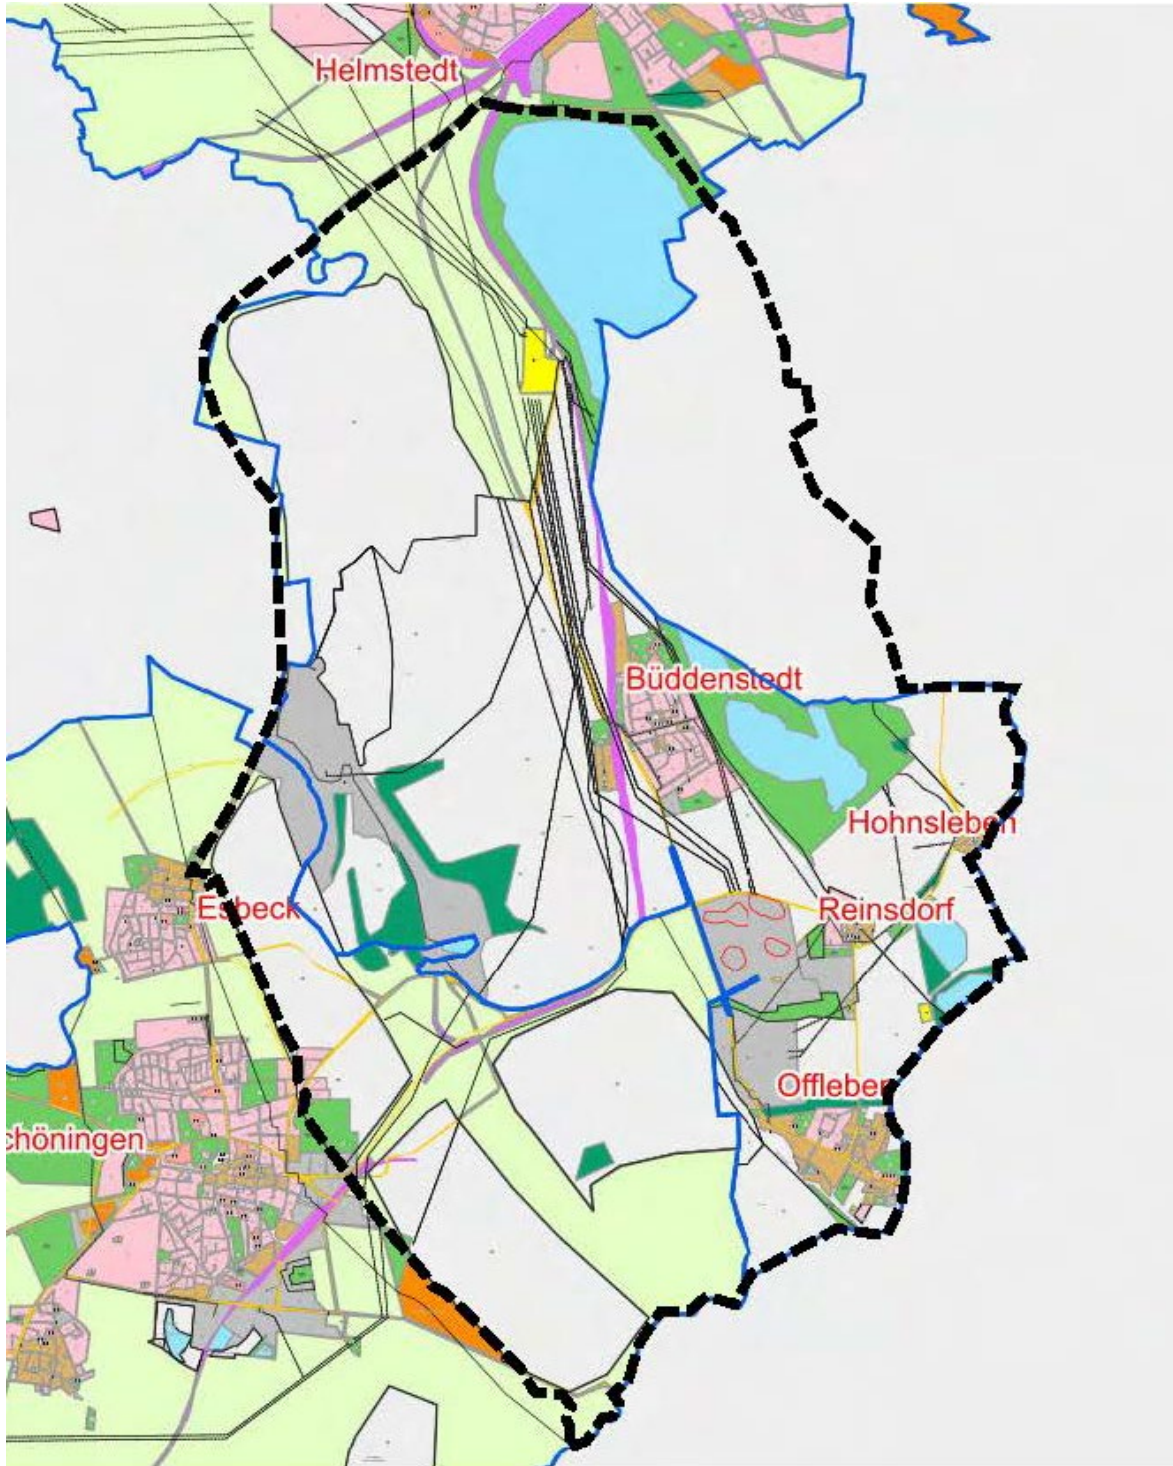 Helmstedt
Büddenstedt
Hohnsleben
Esbeck
Reinsdorf
Offleben
chöningen